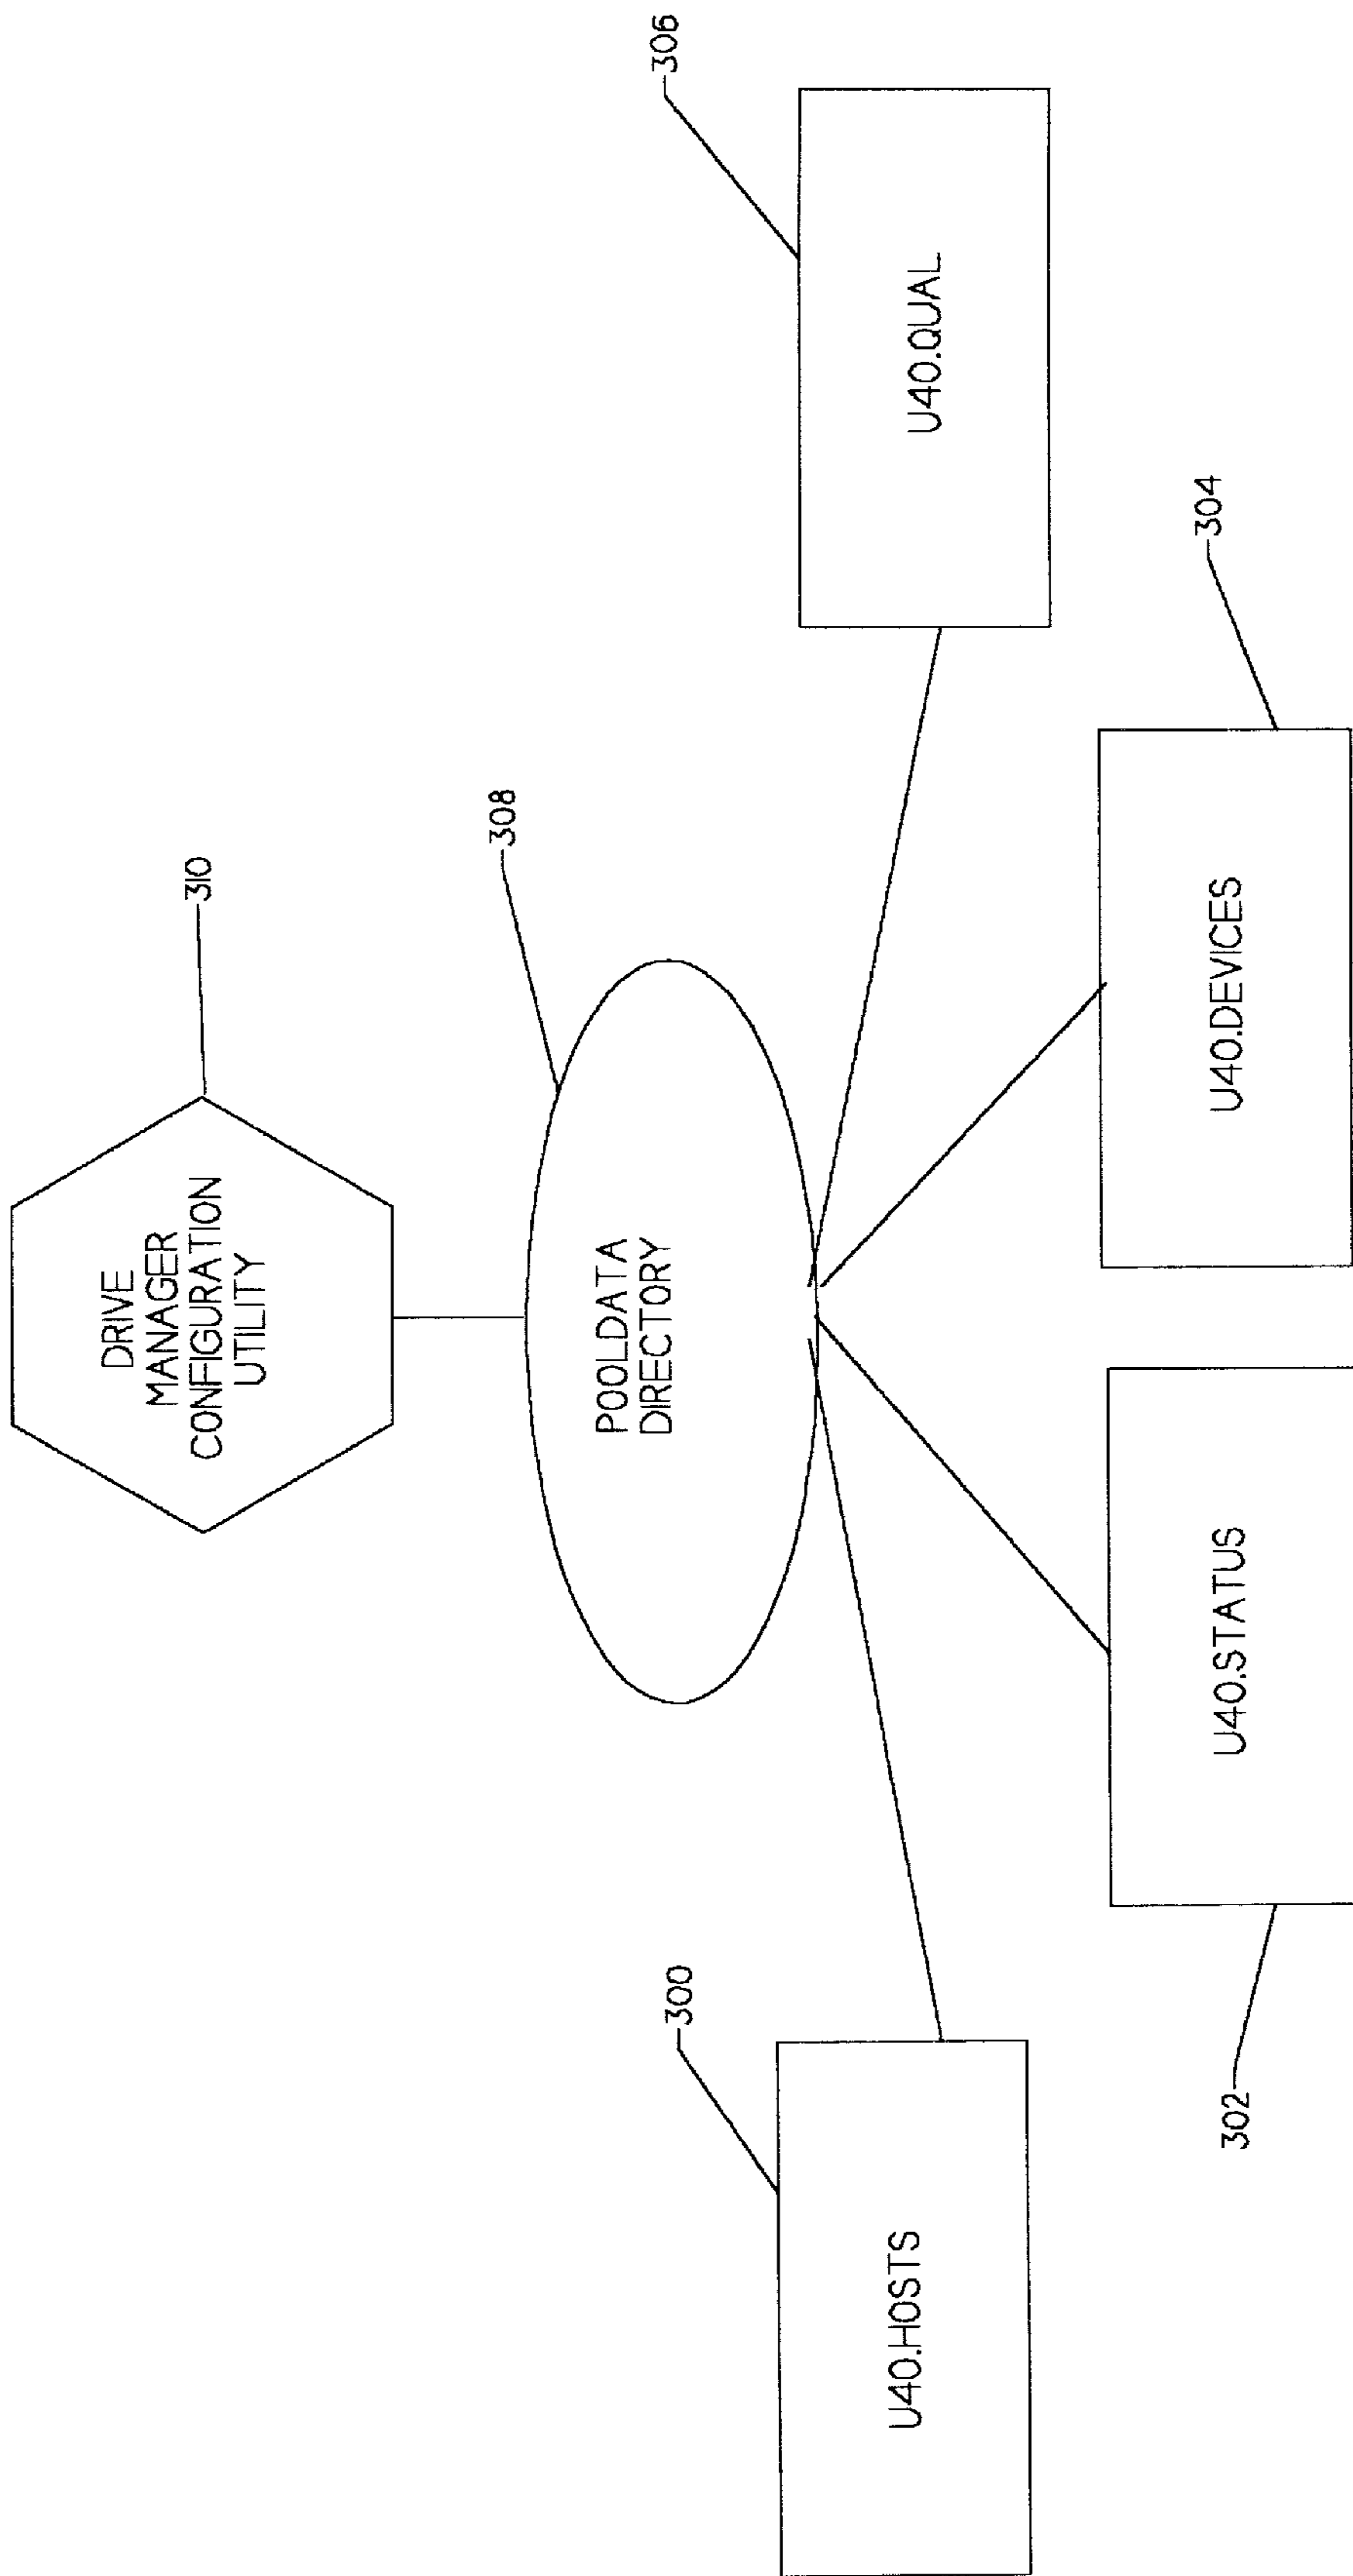 DRIVE
MANAGER
CONFIGURATION
UTILITY
310
POOLDATA
DIRECTORY
308
300
U40.HOSTS
306
U40.QUAL
302
U40.STATUS
U40.DEVICES
304